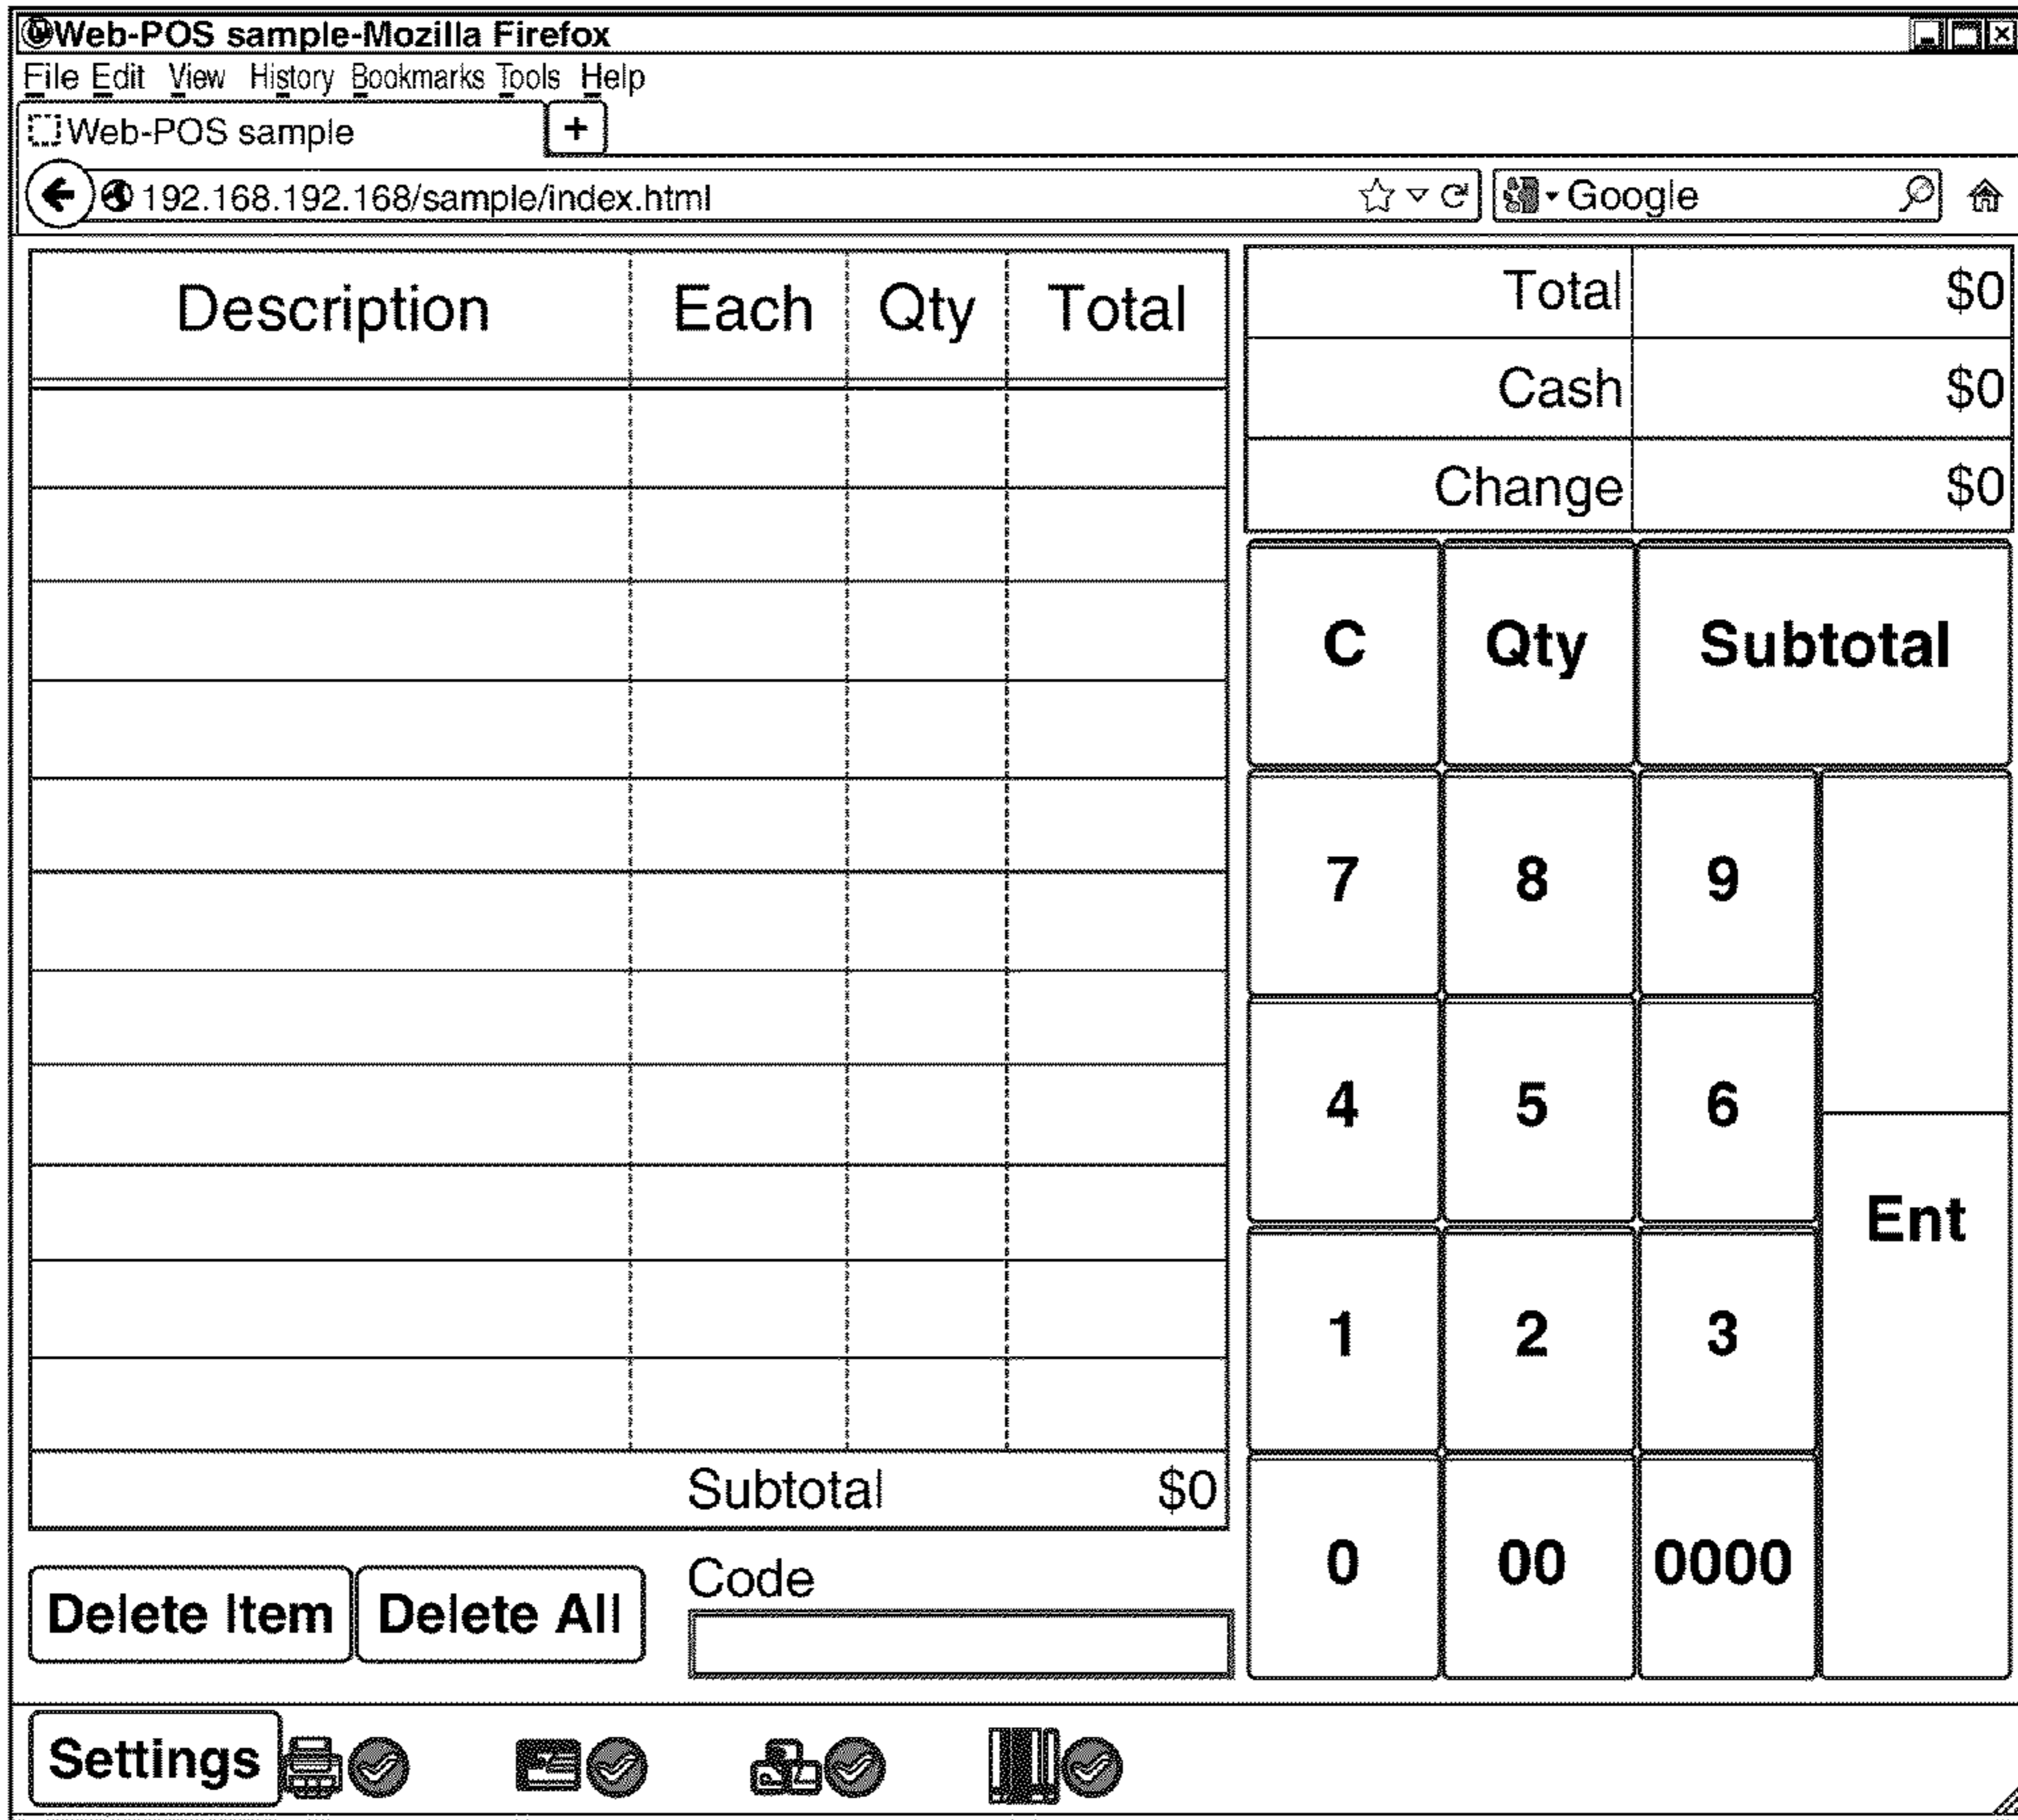 Web-POS sample-Mozilla Firefox
File Edit View History Bookmarks Tools Help
Web-POS sample +
192.168.192.168/sample/index.html Google
Description Each Qty Total
Subtotal $0
Total $0
Cash $0
Change $0
C Qty Subtotal
7 8 9
4 5 6
Ent
1 2 3
0 00 0000
Delete Item Delete All
Code
Settings